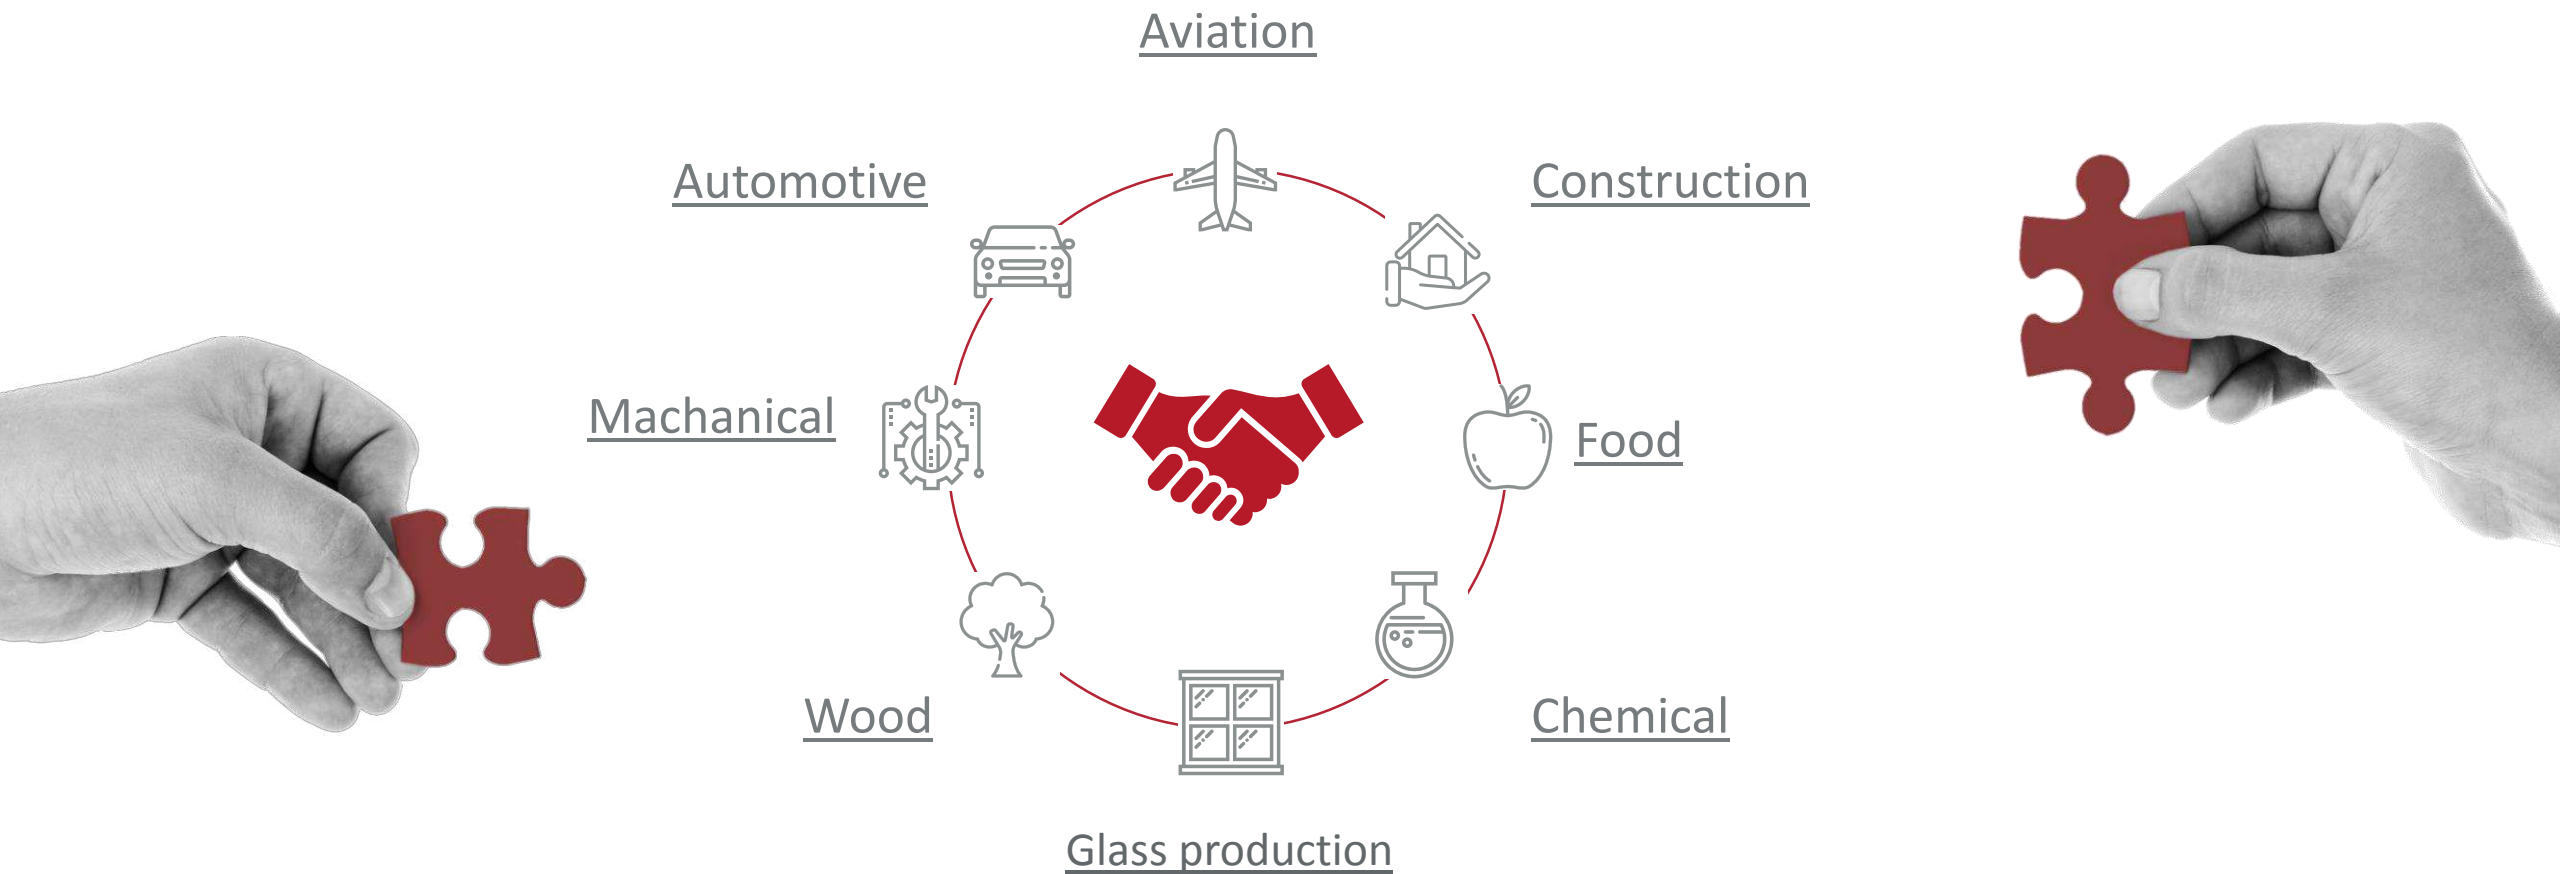 Aviation
Automotive
Construction
Machanical
Food
Wood
Chemical
Glass production